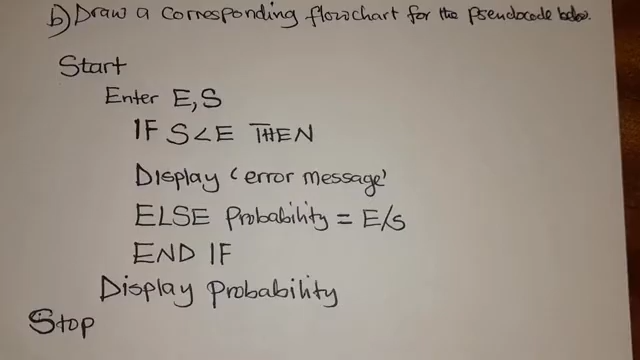 b) Draw a corresponding flowchart for the pseudocode below.
Start
Enter E,S
IF S<E THEN
Display 'error message'
ELSE Probability = E/s
END IF
Display Probability
Stop